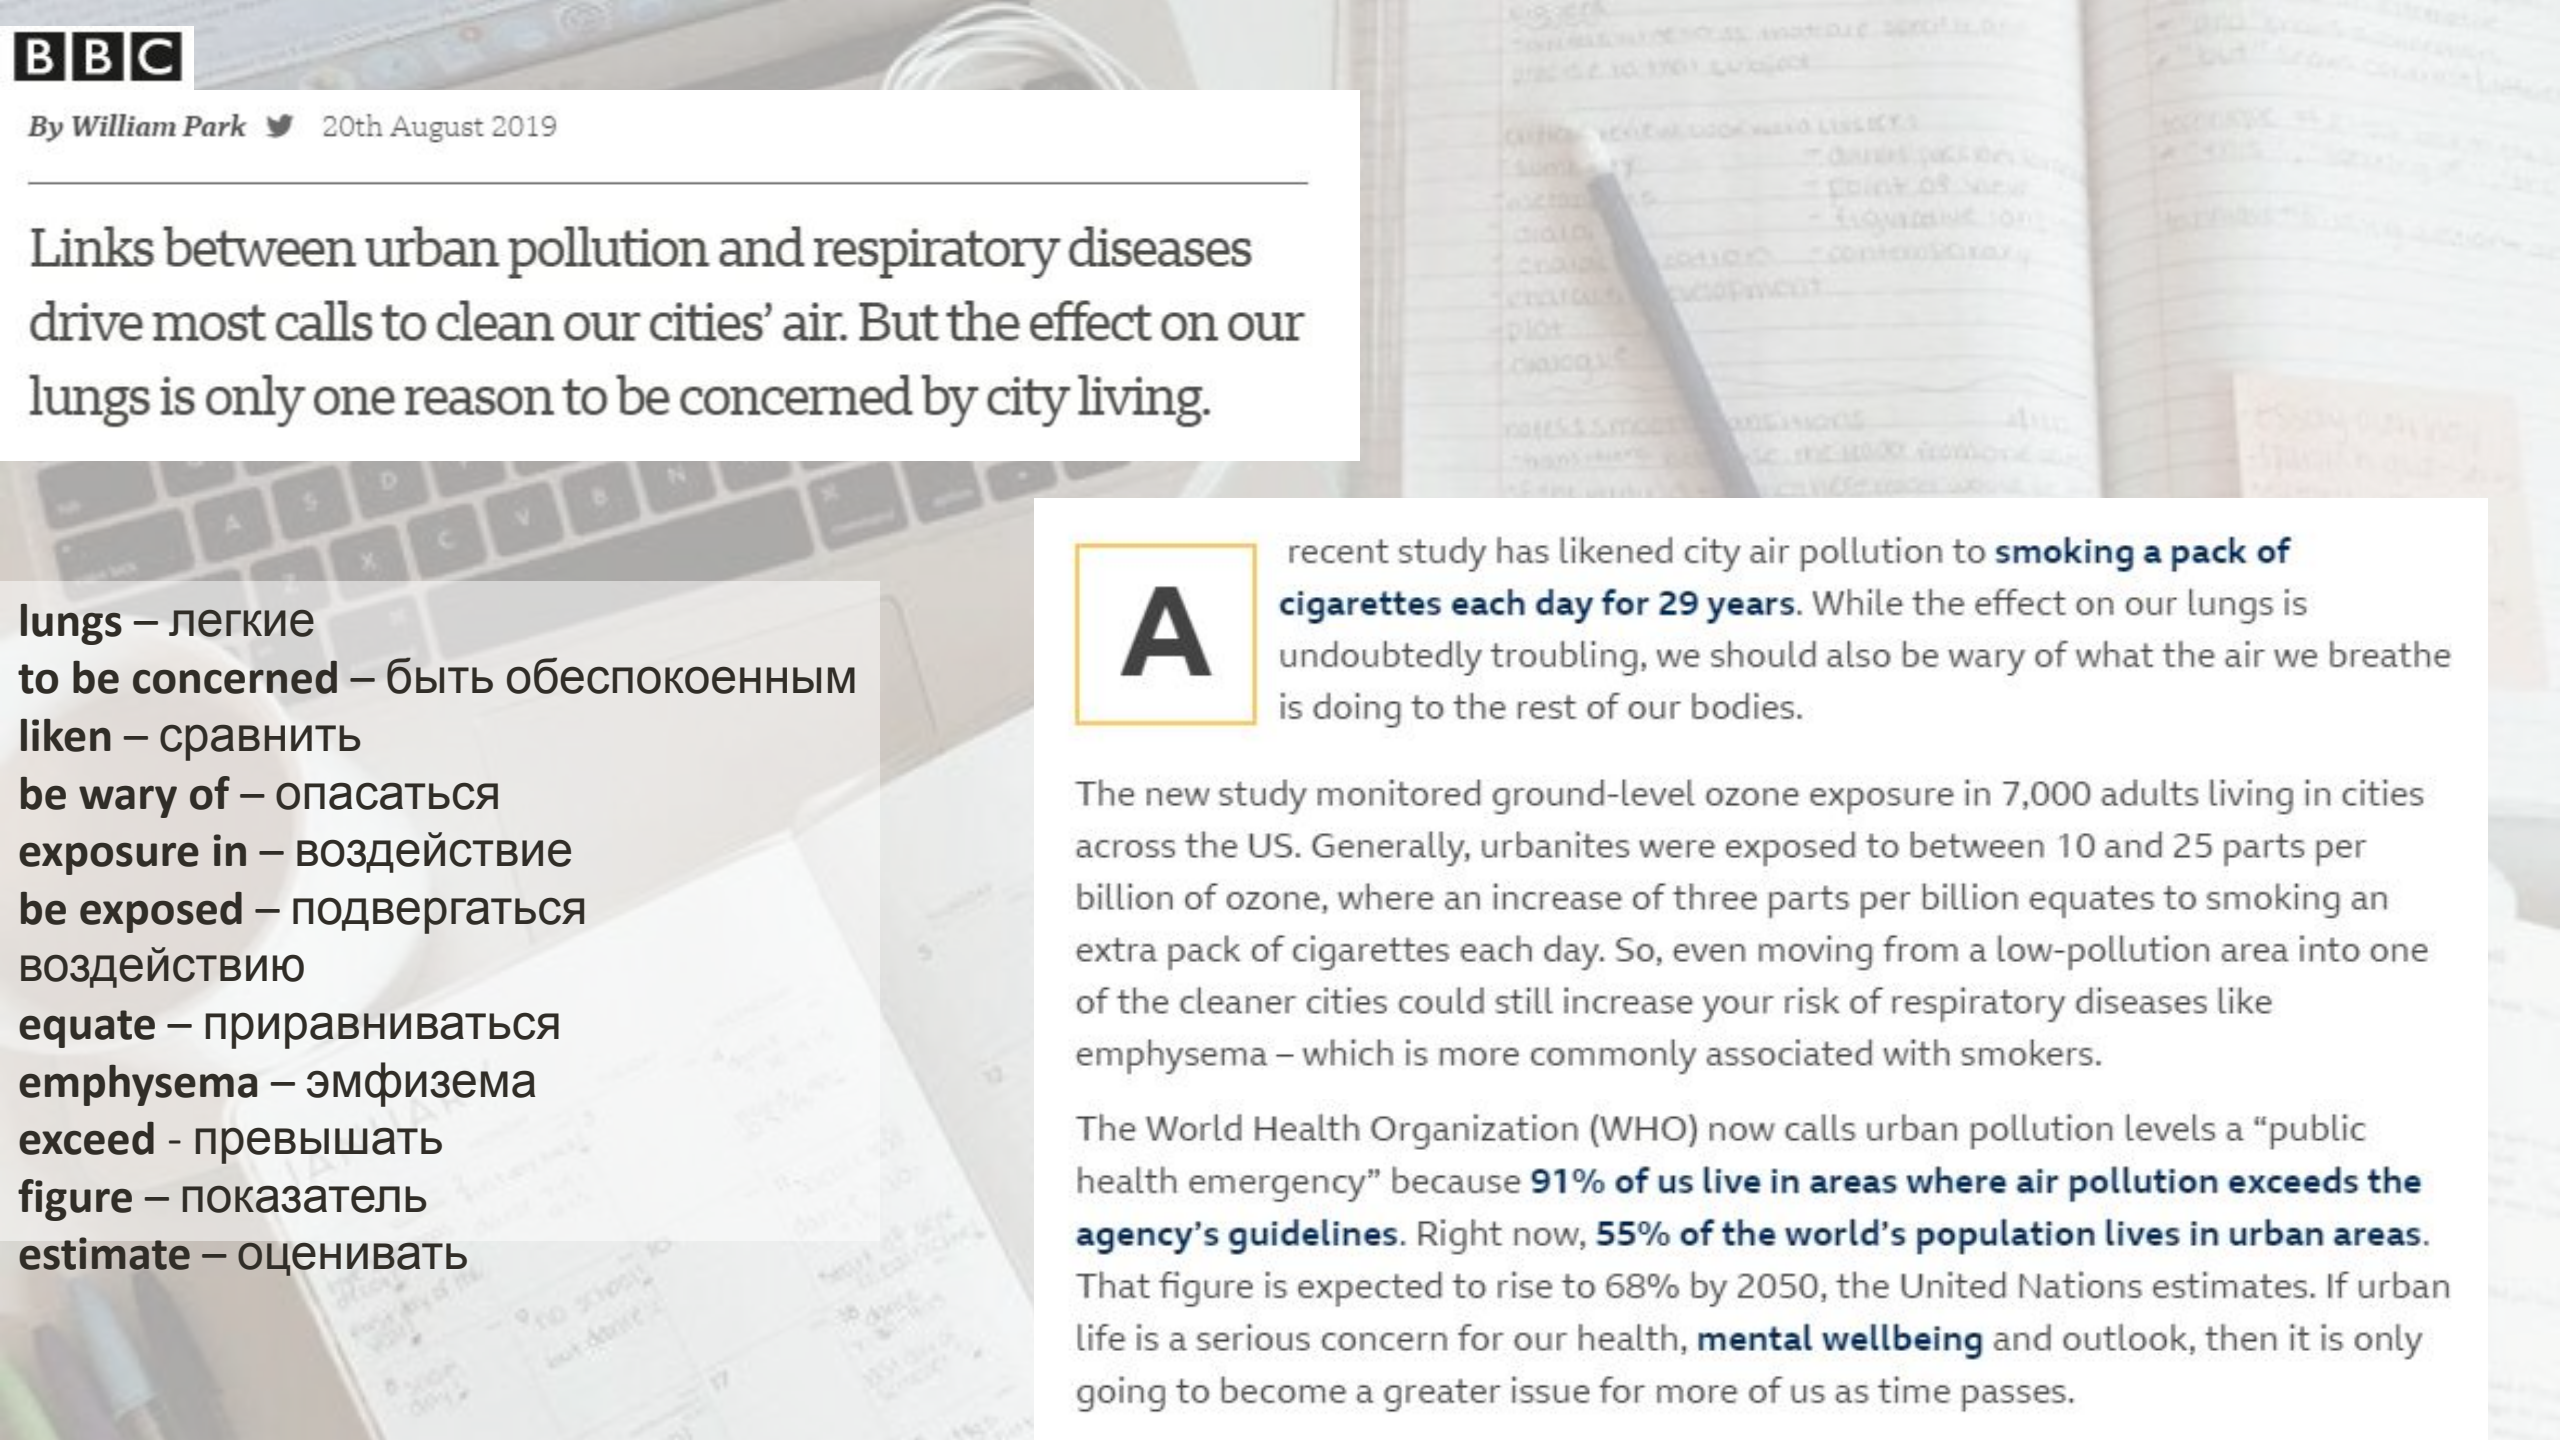 BBC
By William Park 20th August 2019
Links between urban pollution and respiratory diseases
drive most calls to clean our cities’ air. But the effect on our
lungs is only one reason to be concerned by city living.
lungs – легкие
to be concerned – быть обеспокоенным
liken – сравнить
be wary of – опасаться
exposure in – воздействие
be exposed – подвергаться
воздействию
equate – приравниваться
emphysema – эмфизема
exceed - превышать
figure – показатель
estimate – оценивать
A recent study has likened city air pollution to smoking a pack of
cigarettes each day for 29 years. While the effect on our lungs is
undoubtedly troubling, we should also be wary of what the air we breathe
is doing to the rest of our bodies.
The new study monitored ground-level ozone exposure in 7,000 adults living in cities
across the US. Generally, urbanites were exposed to between 10 and 25 parts per
billion of ozone, where an increase of three parts per billion equates to smoking an
extra pack of cigarettes each day. So, even moving from a low-pollution area into one
of the cleaner cities could still increase your risk of respiratory diseases like
emphysema – which is more commonly associated with smokers.
The World Health Organization (WHO) now calls urban pollution levels a “public
health emergency” because 91% of us live in areas where air pollution exceeds the
agency’s guidelines. Right now, 55% of the world’s population lives in urban areas.
That figure is expected to rise to 68% by 2050, the United Nations estimates. If urban
life is a serious concern for our health, mental wellbeing and outlook, then it is only
going to become a greater issue for more of us as time passes.